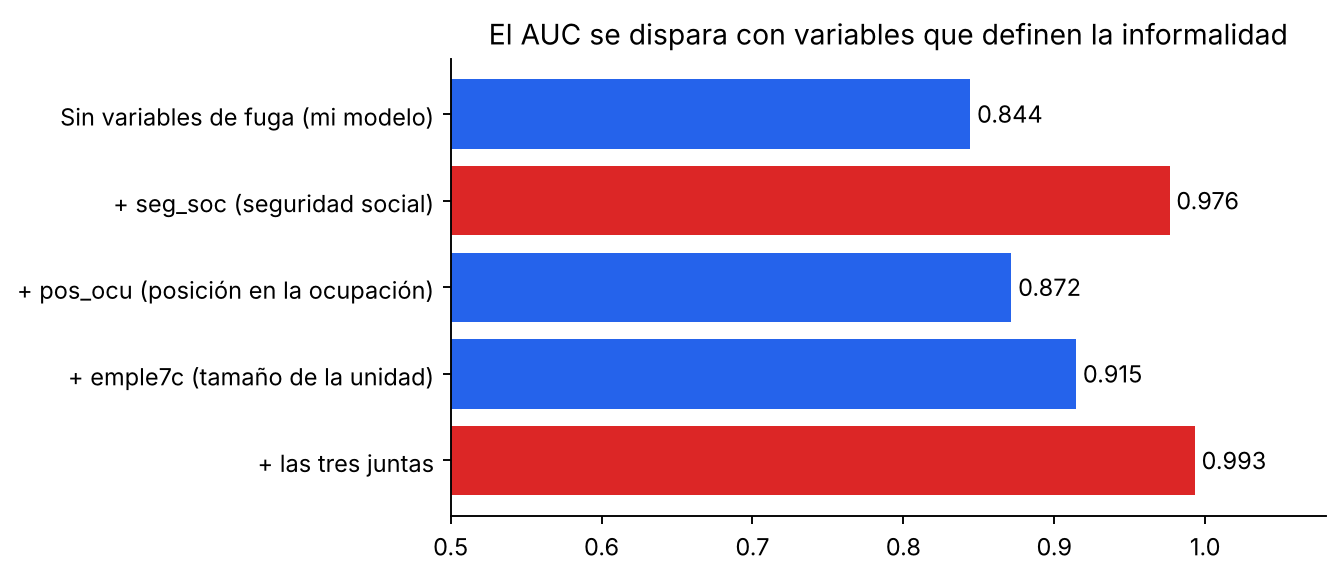 El AUC se dispara con variables que definen la informalidad
Sin variables de fuga (mi modelo)
0.844
+ seg_soc (seguridad social)
0.976
+ pos_ocu (posición en la ocupación)
0.872
+ emple7c (tamaño de la unidad)
0.915
+ las tres juntas
0.993
0.5 0.6 0.7 0.8 0.9 1.0